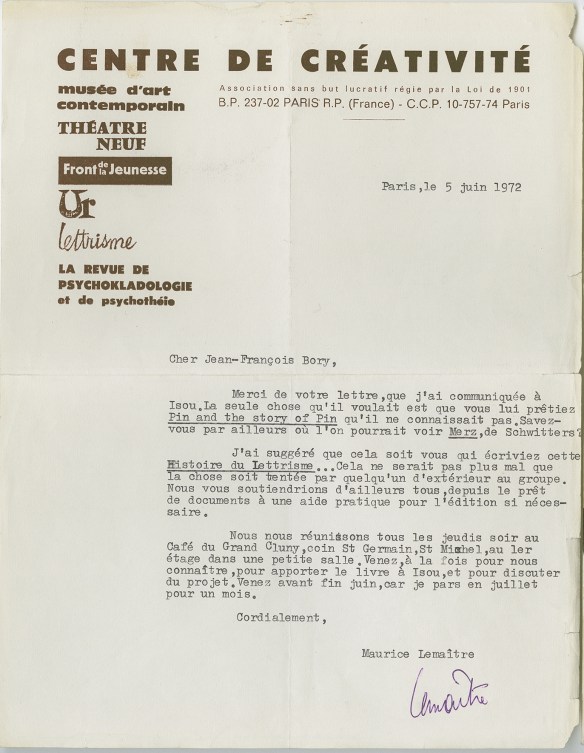 CENTRE DE CRÉATIVITÉ
musée d'art
contemporain
THÉATRE
NEUF
Front de la Jeunesse
Ur
lettrisme
LA REVUE DE
PSYCHOKLADOLOGIE
et de psychothéie
Association sans but lucratif régie par la Loi de 1901
B.P. 237-02 PARIS R.P. (France) - C.C.P. 10-757-74 Paris
Paris,le 5 juin 1972
Cher Jean-François Bory,
Merci de votre lettre,que j'ai communiquée à
Isou.La seule chose qu'il voulait est que vous lui prêtiez
Pin and the story of Pin qu'il ne connaissait pas.Savez-
vous par ailleurs où l'on pourrait voir Merz,de Schwitters?
J'ai suggéré que cela soit vous qui écriviez cette
Histoire du Lettrisme...Cela ne serait pas plus mal que
la chose soit tentée par quelqu'un d'extérieur au groupe.
Nous vous soutiendrions d'ailleurs tous,depuis le prêt
de documents à une aide pratique pour l'édition si néces-
saire.
Nous nous réunissons tous les jeudis soir au
Café du Grand Cluny,coin St Germain,St Michel,au 1er
étage dans une petite salle.Venez,à la fois pour nous
connaître,pour apporter le livre à Isou,et pour discuter
du projet.Venez avant fin juin,car je pars en juillet
pour un mois.
Cordialement,
Maurice Lemaître
Lemaître